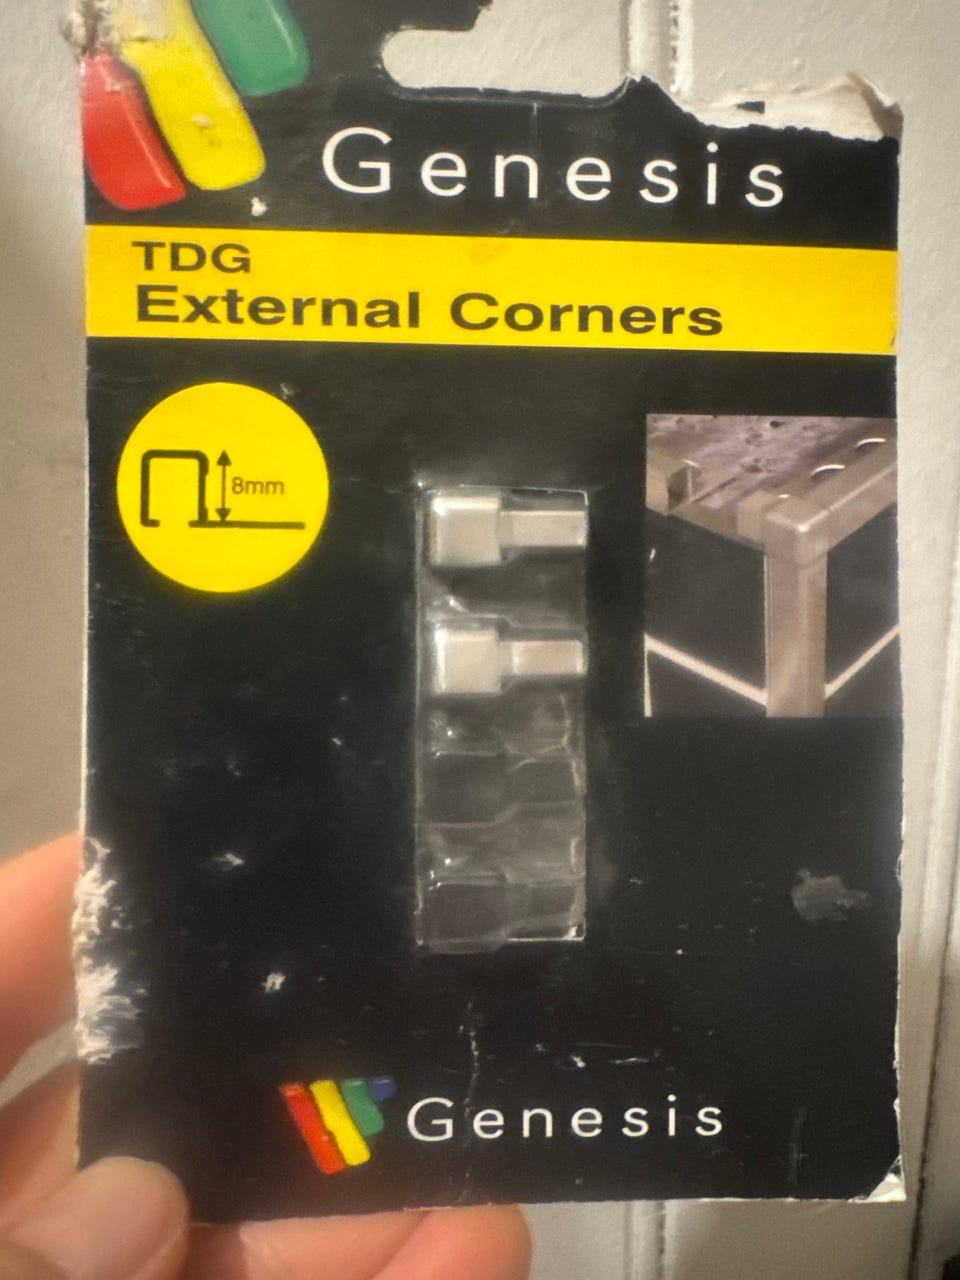 Genesis
TDG
External Corners
8mm
Genesis